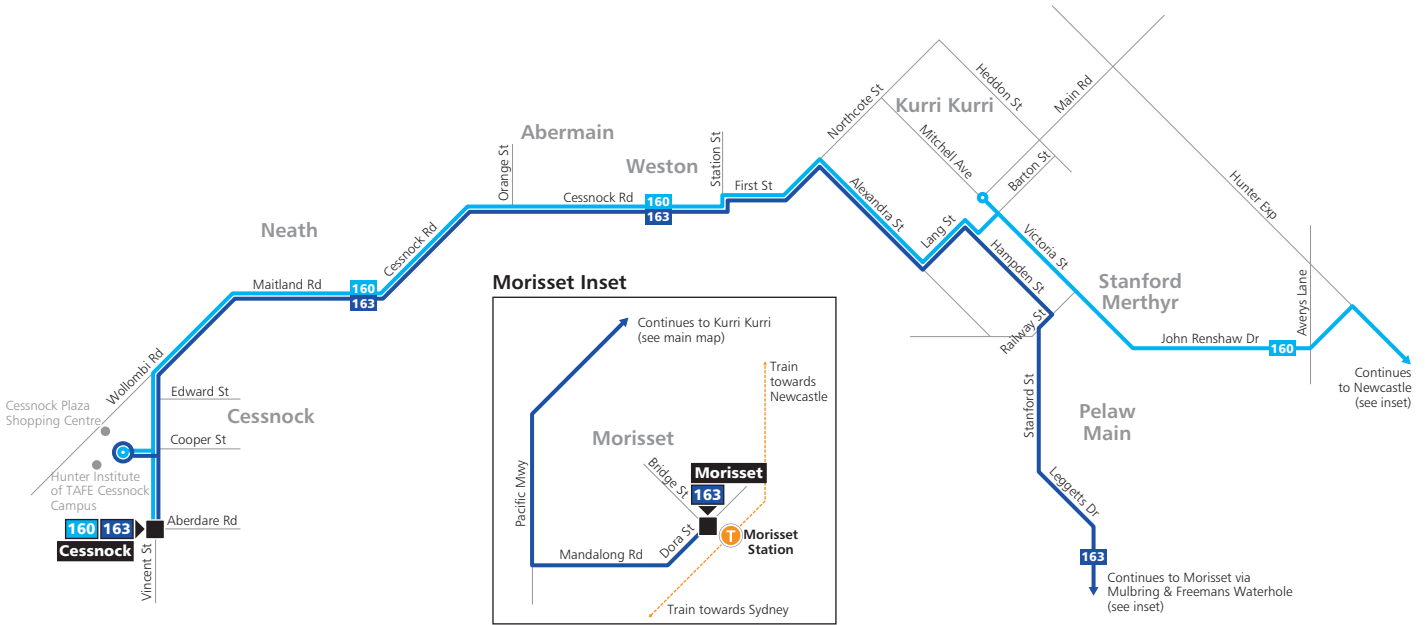 Northcote St
Heddon St
Main Rd
Kurri Kurri
Mitchell Ave
Barton St
Abermain
Weston
Orange St
Station St
Cessnock Rd
160
163
First St
Alexandra St
Lang St
Hampden St
Victoria St
Hunter Exp
Neath
Cessnock Rd
Maitland Rd
160
163
Stanford
Merthyr
Averys Lane
Railway St
John Renshaw Dr
160
Continues
to Newcastle
(see inset)
Wollombi Rd
Edward St
Cessnock Plaza
Shopping Centre
Cessnock
Cooper St
Hunter Institute
of TAFE Cessnock
Campus
Aberdare Rd
160 163
Cessnock
Vincent St
Morisset Inset
Continues to Kurri Kurri
(see main map)
Train
towards
Newcastle
Morisset
Bridge St
Morisset
163
Pacific Mwy
Dora St
T
Morisset
Station
Mandalong Rd
Train towards Sydney
Stanford St
Pelaw
Main
Leggetts Dr
163
Continues to Morisset via
Mulbring & Freemans Waterhole
(see inset)